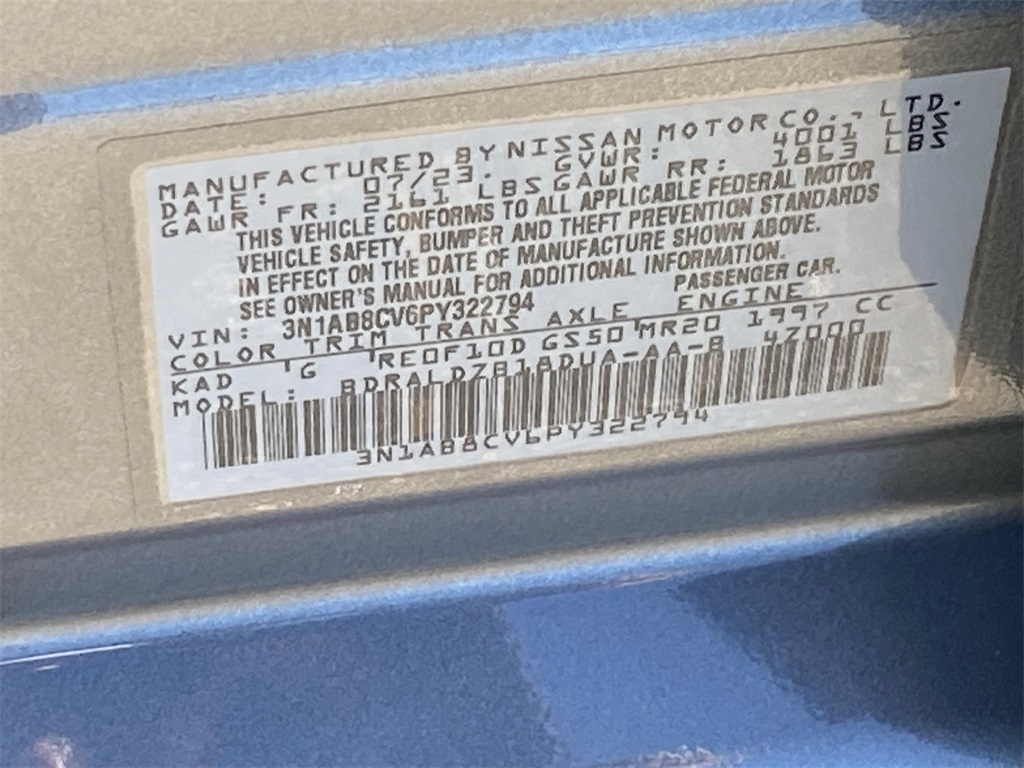 MANUFACTURED BY NISSAN MOTOR CO., LTD.
DATE: 07/23. GVWR: 4001 LBS
GAWR FR: 2161 LBS GAWR RR: 1863 LBS
THIS VEHICLE CONFORMS TO ALL APPLICABLE FEDERAL MOTOR
VEHICLE SAFETY, BUMPER AND THEFT PREVENTION STANDARDS
IN EFFECT ON THE DATE OF MANUFACTURE SHOWN ABOVE.
SEE OWNER'S MANUAL FOR ADDITIONAL INFORMATION.
VIN: 3N1AB8CV6PY322794 PASSENGER CAR.
COLOR TRIM TRANS AXLE ENGINE
KAD G RE0F10D GS50 MR20 1997 CC
MODEL: BDRALDZB18DUA-AA-B 47000
3N1AB8CV6PY322794